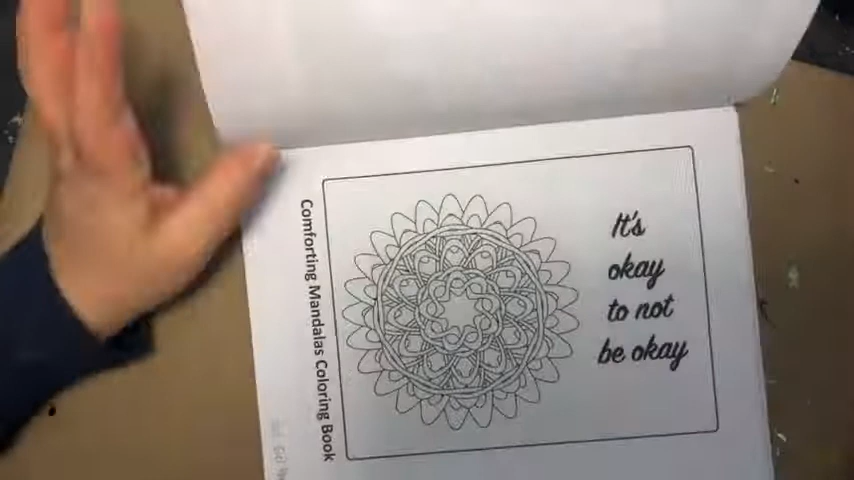 Comforting Mandalas Coloring Book
It's
okay
to not
be okay